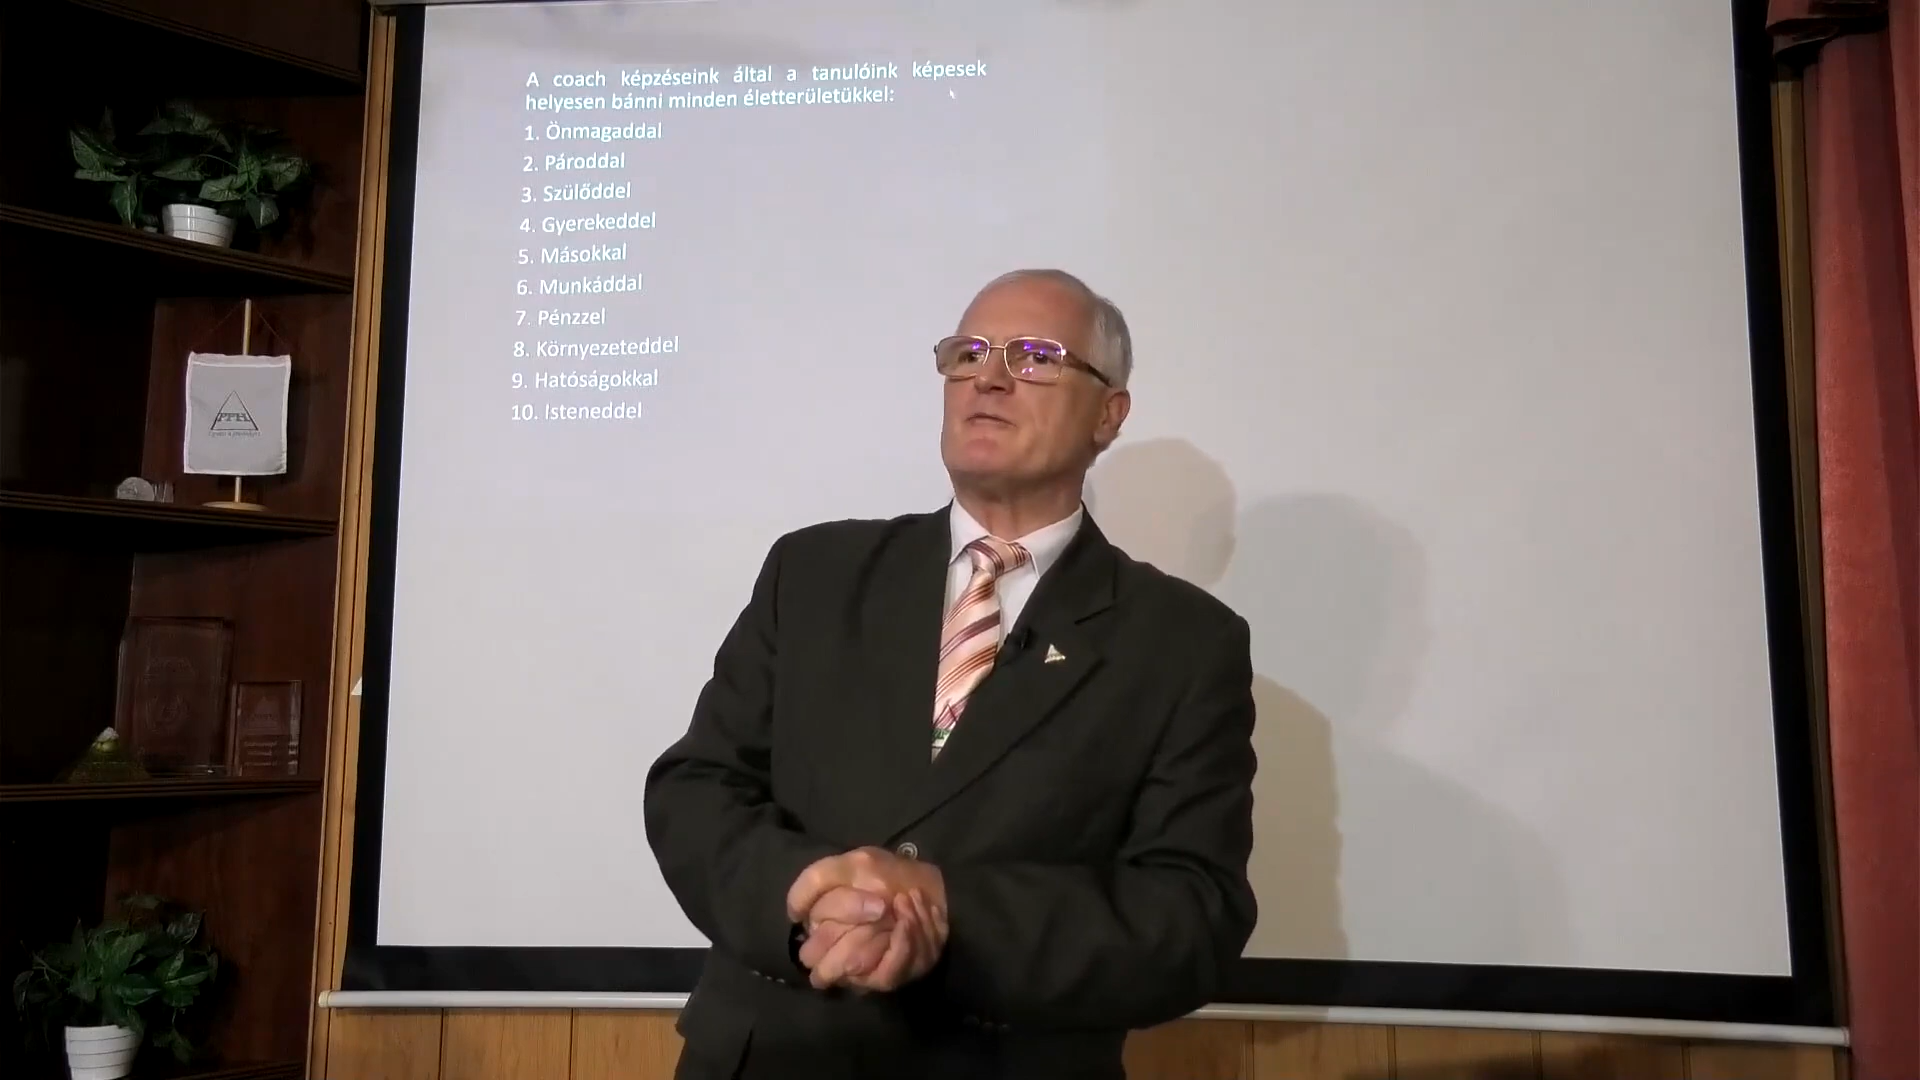 A coach képzéseink által a tanulóink képesek
helyesen bánni minden életterületükkel:
1. Önmagaddal
2. Pároddal
3. Szülőddel
4. Gyerekeddel
5. Másokkal
6. Munkáddal
7. Pénzzel
8. Környezeteddel
9. Hatóságokkal
10. Isteneddel